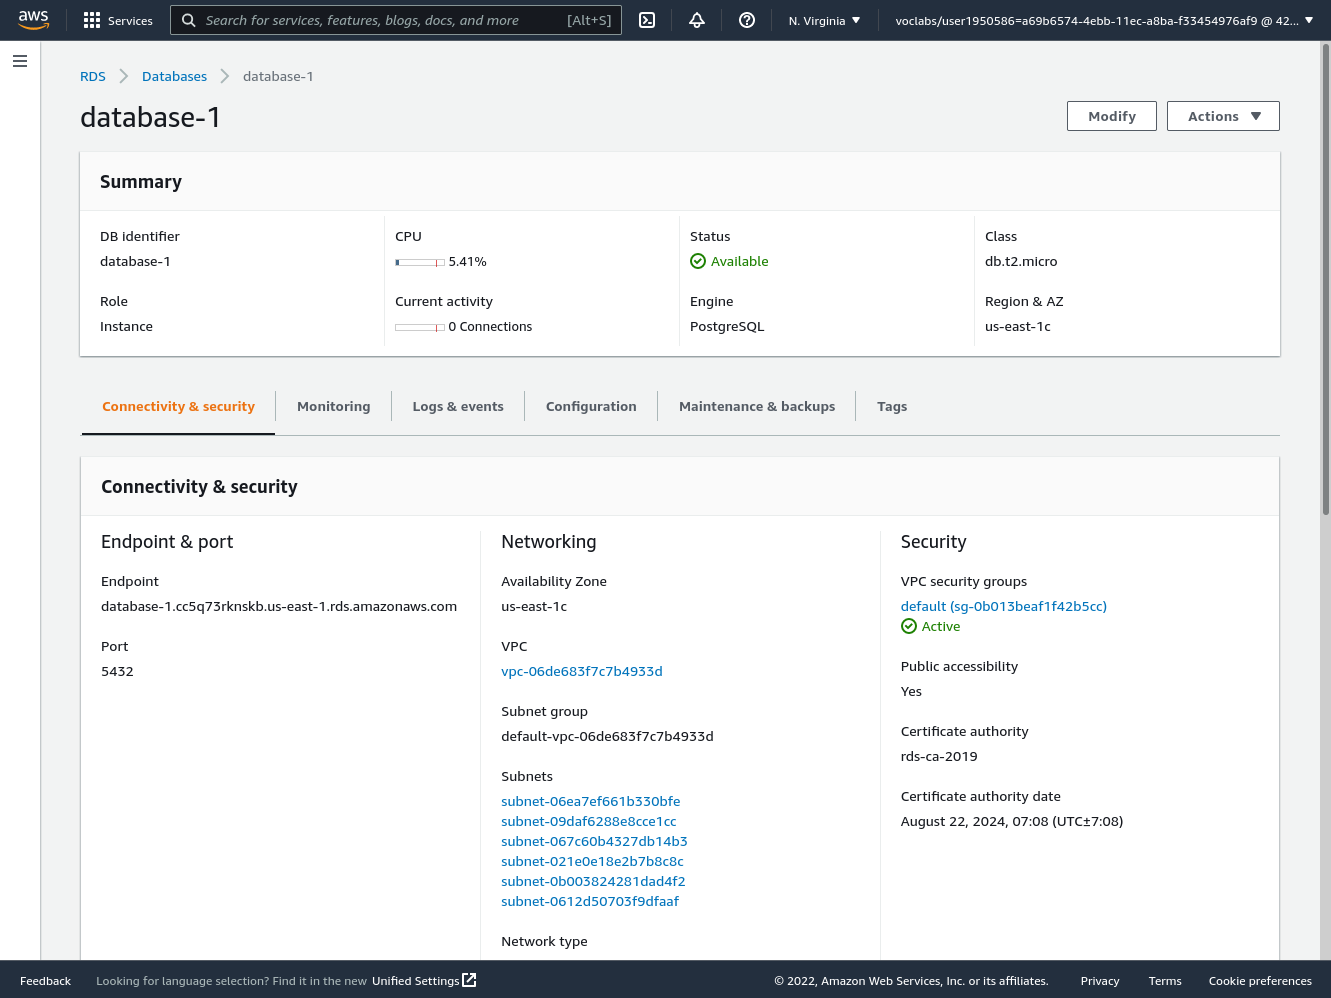 aws
Services
Search for services, features, blogs, docs, and more
[Alt+S]
N. Virginia
voclabs/user1950586=a69b6574-4ebb-11ec-a8ba-f33454976af9 @ 42...
RDS
Databases
database-1
database-1
Modify
Actions
Summary
DB identifier
database-1
CPU
5.41%
Status
Available
Class
db.t2.micro
Role
Instance
Current activity
0 Connections
Engine
PostgreSQL
Region & AZ
us-east-1c
Connectivity & security
Monitoring
Logs & events
Configuration
Maintenance & backups
Tags
Connectivity & security
Endpoint & port
Endpoint
database-1.cc5q73rknskb.us-east-1.rds.amazonaws.com
Port
5432
Networking
Availability Zone
us-east-1c
VPC
vpc-06de683f7c7b4933d
Subnet group
default-vpc-06de683f7c7b4933d
Subnets
subnet-06ea7ef661b330bfe
subnet-09daf6288e8cce1cc
subnet-067c60b4327db14b3
subnet-021e0e18e2b7b8c8c
subnet-0b003824281dad4f2
subnet-0612d50703f9dfaaf
Network type
Security
VPC security groups
default (sg-0b013beaf1f42b5cc)
Active
Public accessibility
Yes
Certificate authority
rds-ca-2019
Certificate authority date
August 22, 2024, 07:08 (UTC±7:08)
Feedback
Looking for language selection? Find it in the new Unified Settings
© 2022, Amazon Web Services, Inc. or its affiliates.
Privacy
Terms
Cookie preferences